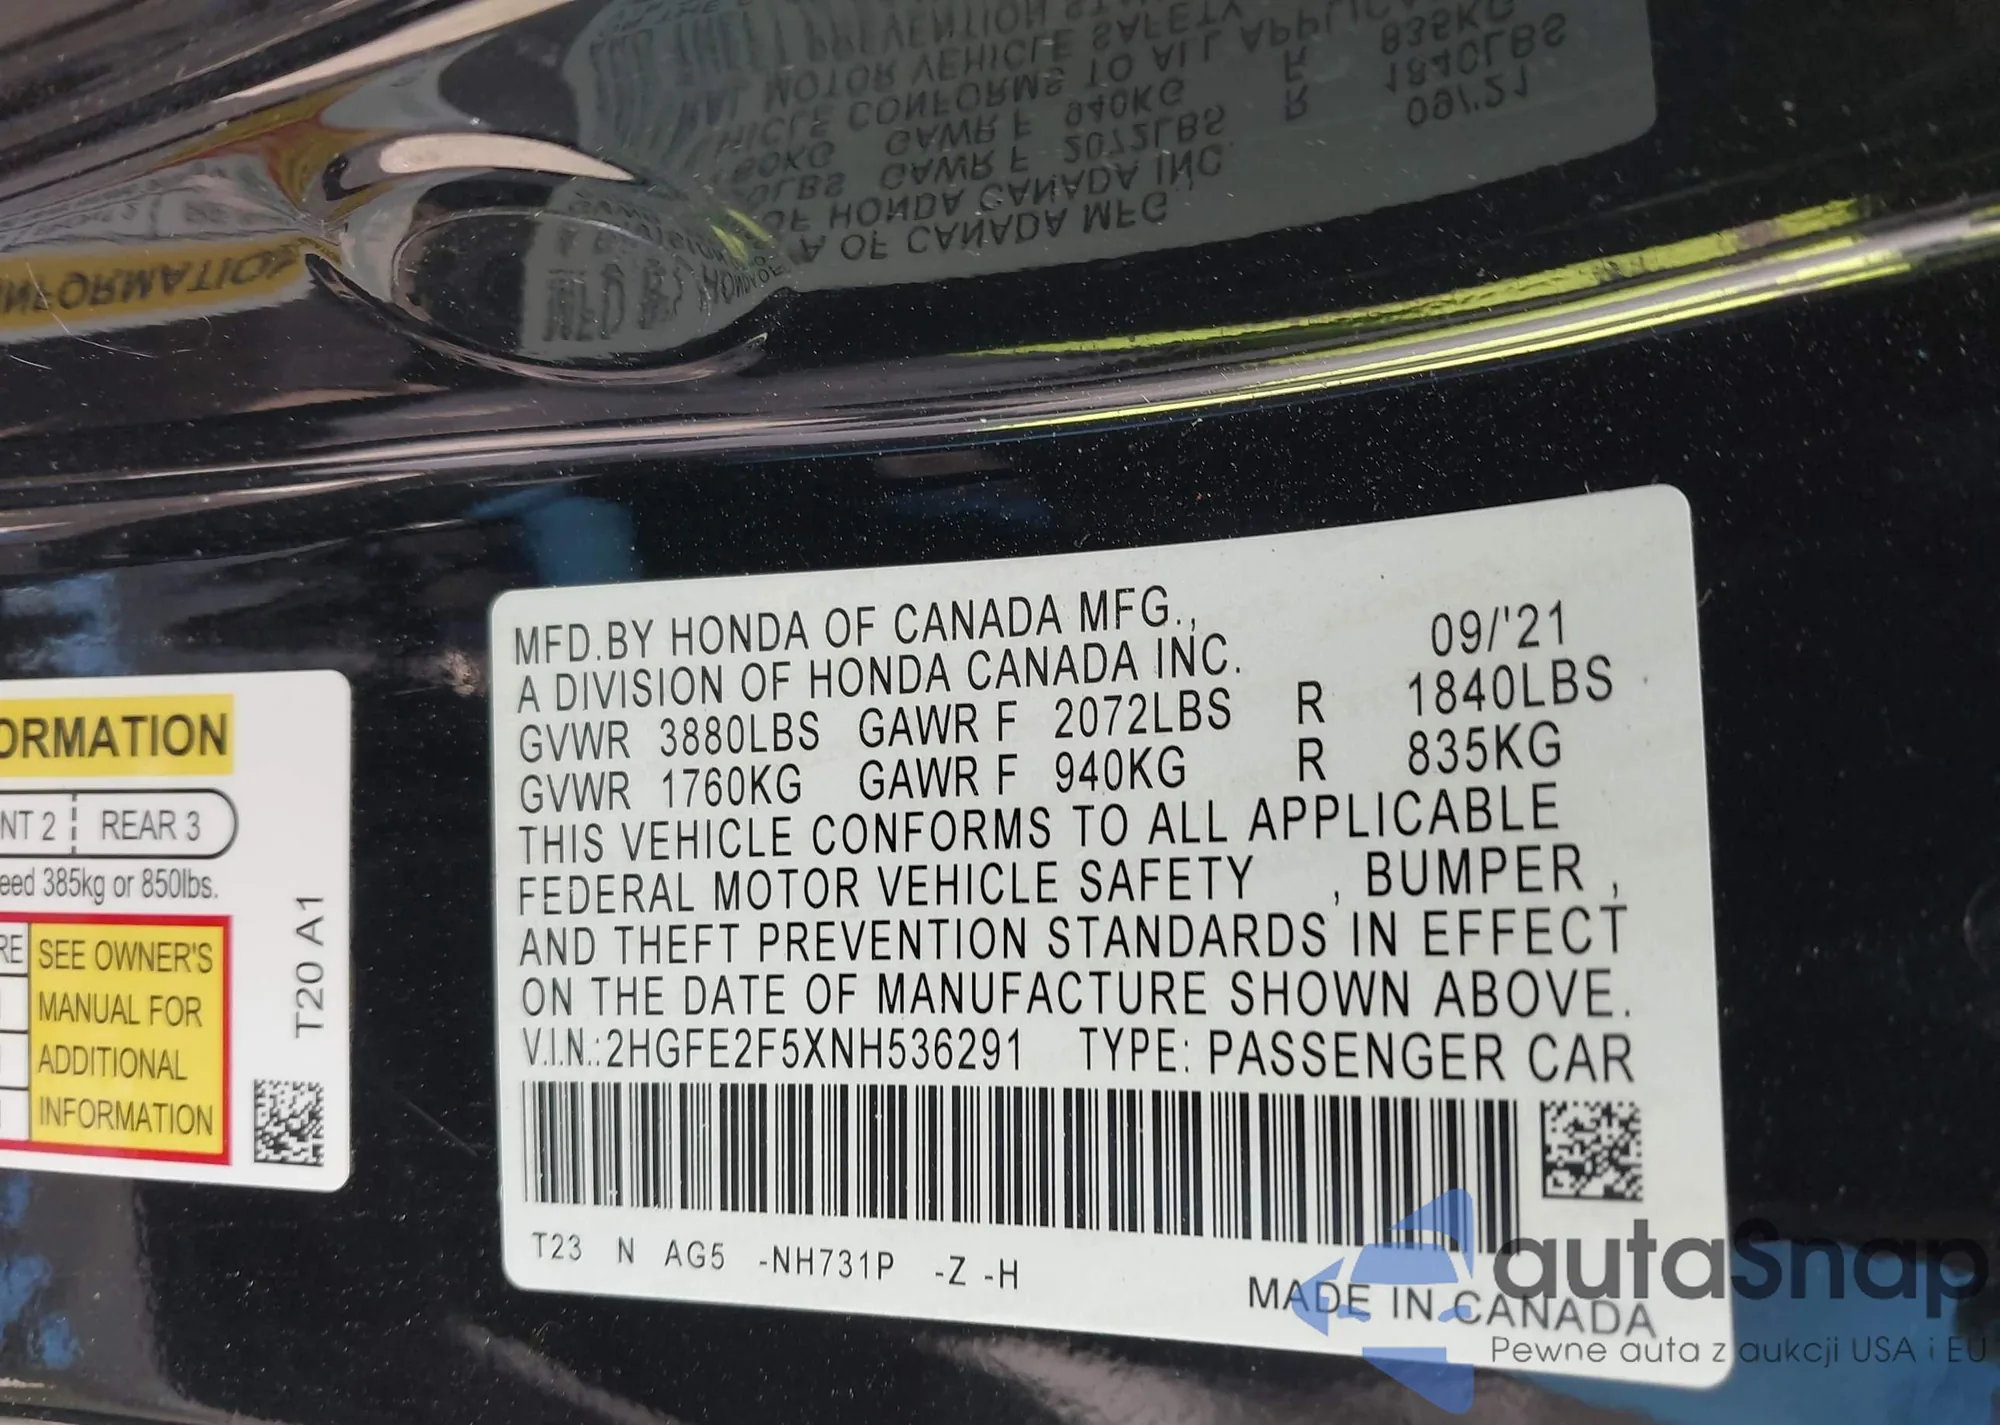 MFD.BY HONDA OF CANADA MFG., 09/'21
A DIVISION OF HONDA CANADA INC.
GVWR 3880LBS GAWR F 2072LBS R 1840LBS
GVWR 1760KG GAWR F 940KG R 835KG
THIS VEHICLE CONFORMS TO ALL APPLICABLE
FEDERAL MOTOR VEHICLE SAFETY , BUMPER ,
AND THEFT PREVENTION STANDARDS IN EFFECT
ON THE DATE OF MANUFACTURE SHOWN ABOVE.
V.I.N.:2HGFE2F5XNH536291 TYPE: PASSENGER CAR
T23 N AG5 -NH731P -Z -H
MADE IN CANADA
ORMATION
NT 2 REAR 3
eed 385kg or 850lbs.
RE
SEE OWNER'S
MANUAL FOR
ADDITIONAL
INFORMATION
T20 A1
autaSnap
Pewne auta z aukcji USA i EU